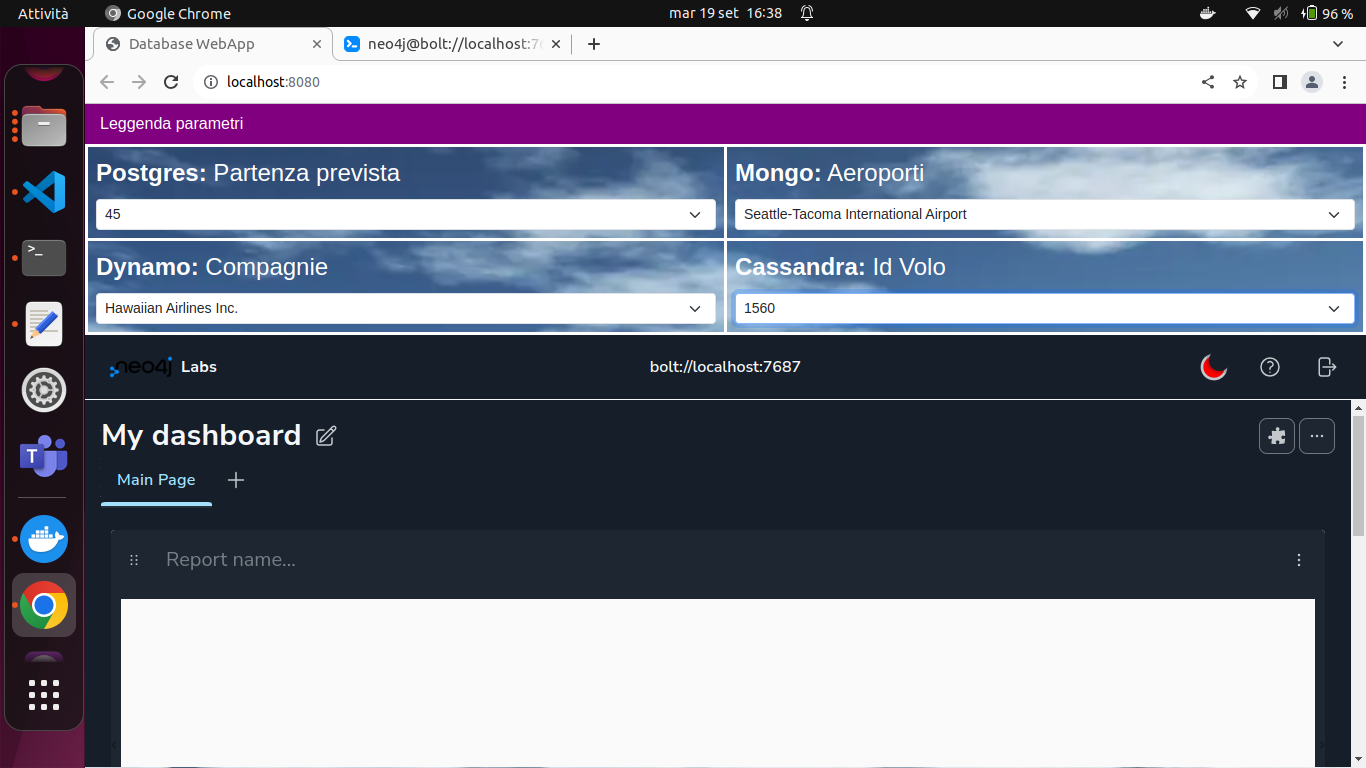 Attività
Google Chrome
mar 19 set 16:38
96 %
Database WebApp
neo4j@bolt://localhost:7
localhost:8080
Leggenda parametri
Postgres: Partenza prevista
45
Mongo: Aeroporti
Seattle-Tacoma International Airport
Dynamo: Compagnie
Hawaiian Airlines Inc.
Cassandra: Id Volo
1560
neo4j Labs
bolt://localhost:7687
My dashboard
Main Page
Report name...